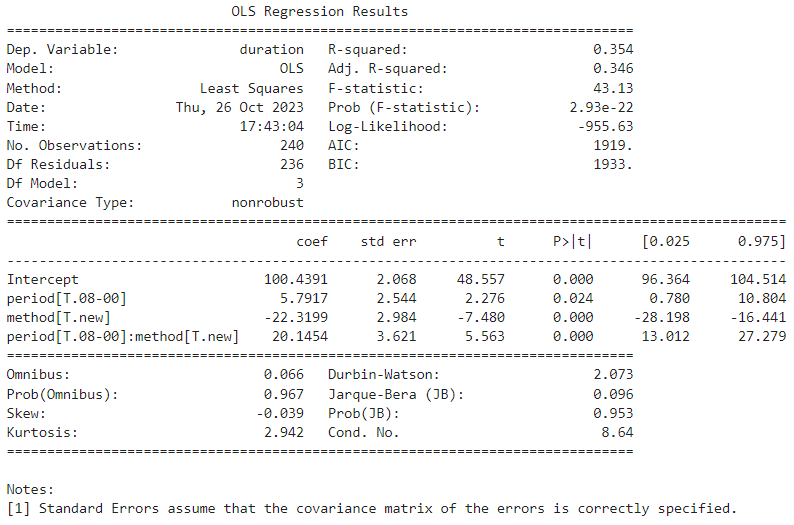 OLS Regression Results
==============================================================================
Dep. Variable:               duration   R-squared:                       0.354
Model:                            OLS   Adj. R-squared:                  0.346
Method:                 Least Squares   F-statistic:                     43.13
Date:                Thu, 26 Oct 2023   Prob (F-statistic):           2.93e-22
Time:                        17:43:04   Log-Likelihood:                -955.63
No. Observations:                 240   AIC:                             1919.
Df Residuals:                     236   BIC:                             1933.
Df Model:                           3
Covariance Type:            nonrobust
=================================================================================================
                                    coef    std err          t      P>|t|      [0.025      0.975]
-------------------------------------------------------------------------------------------------
Intercept                       100.4391      2.068     48.557      0.000      96.364     104.514
period[T.08-00]                   5.7917      2.544      2.276      0.024       0.780      10.804
method[T.new]                   -22.3199      2.984     -7.480      0.000     -28.198     -16.441
period[T.08-00]:method[T.new]    20.1454      3.621      5.563      0.000      13.012      27.279
==============================================================================
Omnibus:                        0.066   Durbin-Watson:                   2.073
Prob(Omnibus):                  0.967   Jarque-Bera (JB):                0.096
Skew:                          -0.039   Prob(JB):                        0.953
Kurtosis:                       2.942   Cond. No.                         8.64
==============================================================================
Notes:
[1] Standard Errors assume that the covariance matrix of the errors is correctly specified.